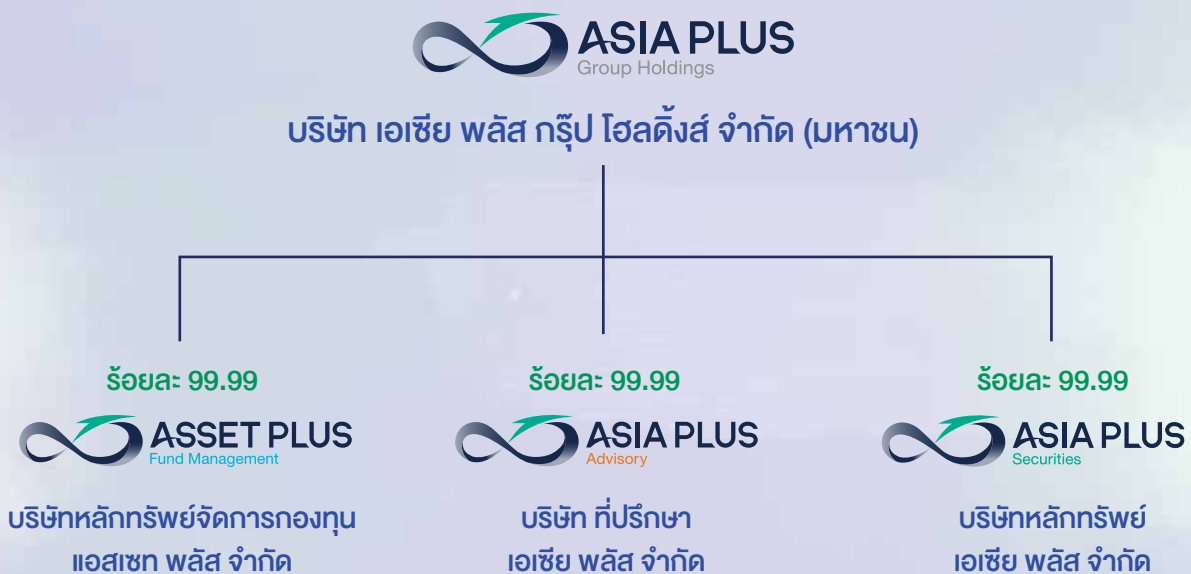 ASIA PLUS
Group Holdings
บริษัท เอเซีย พลัส กรุ๊ป โฮลดิ้งส์ จำกัด (มหาชน)
ร้อยละ 99.99
ASSET PLUS
Fund Management
บริษัทหลักทรัพย์จัดการกองทุน
แอสเซท พลัส จำกัด
ร้อยละ 99.99
ASIA PLUS
Advisory
บริษัท ที่ปรึกษา
เอเซีย พลัส จำกัด
ร้อยละ 99.99
ASIA PLUS
Securities
บริษัทหลักทรัพย์
เอเซีย พลัส จำกัด